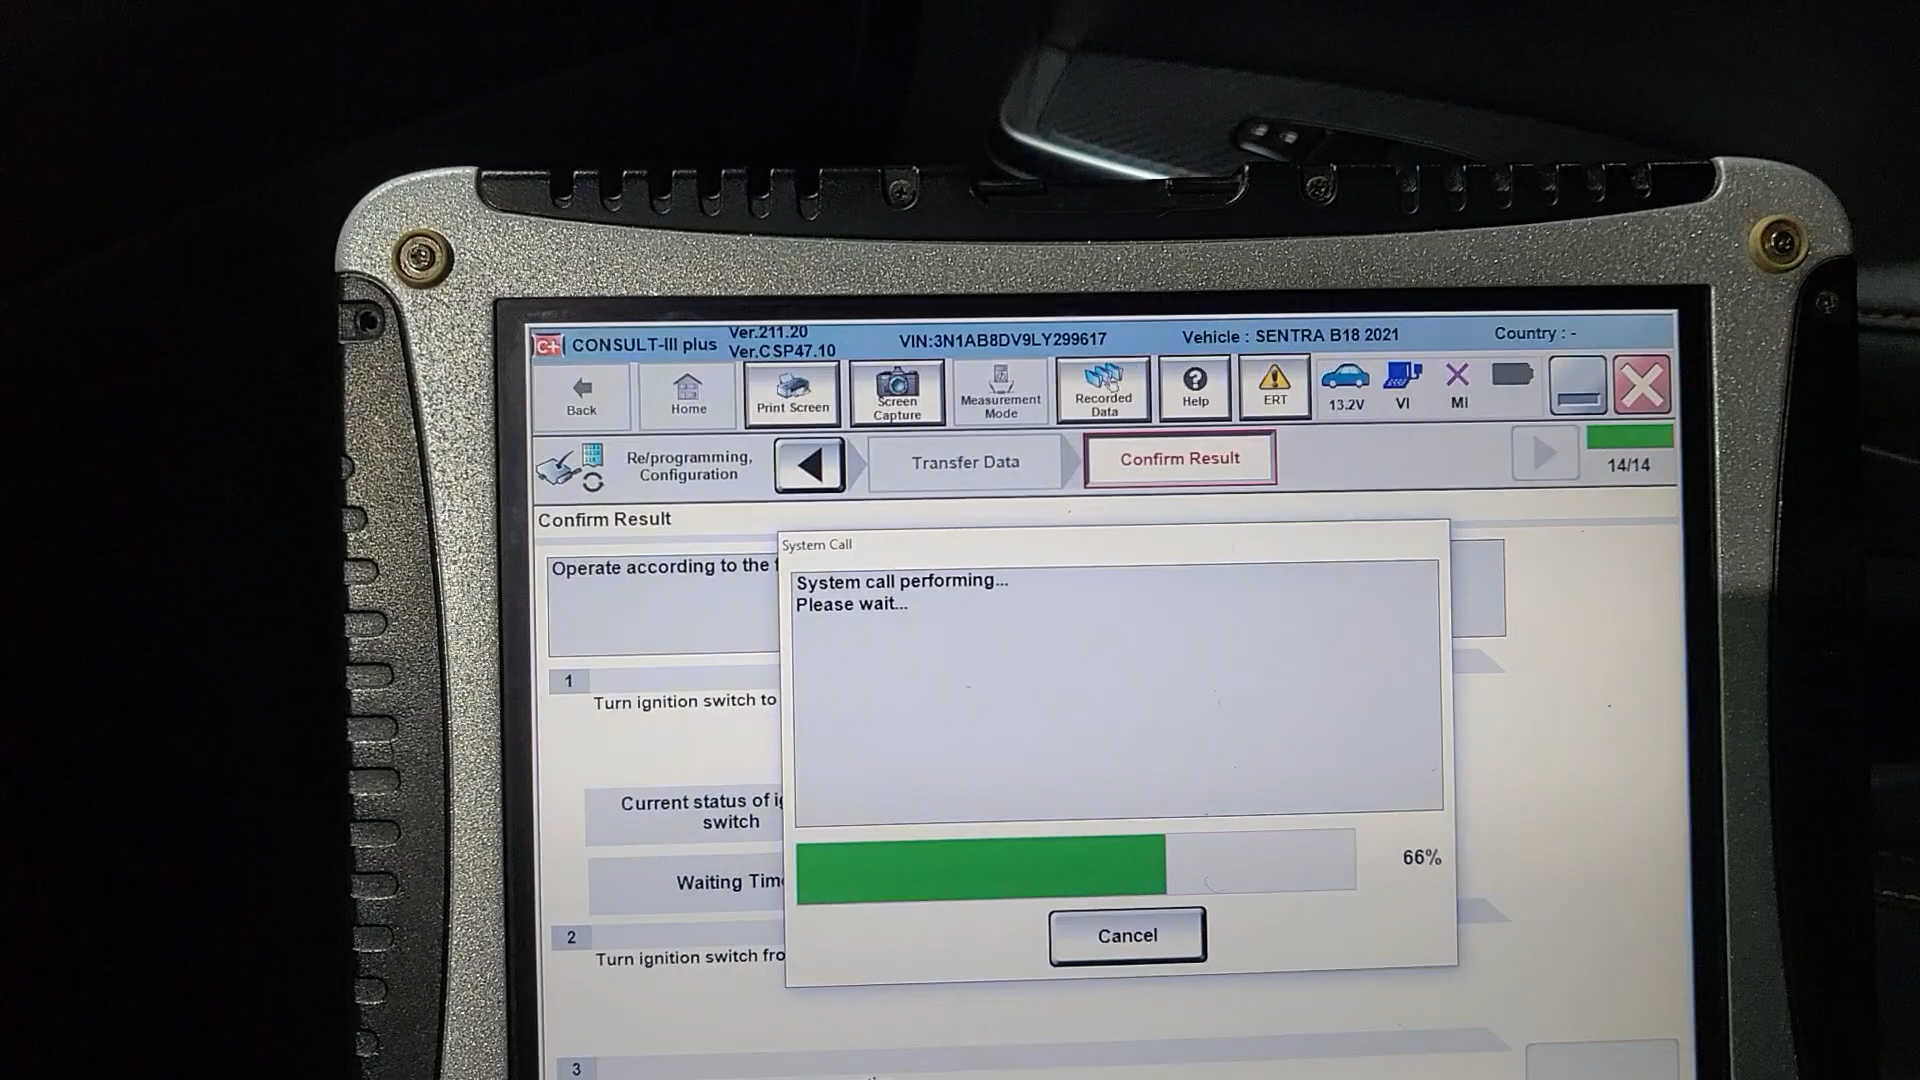 C+ CONSULT-III plus
Ver.211.20
Ver.CSP47.10
VIN:3N1AB8DV9LY299617
Vehicle : SENTRA B18 2021
Country : -
Back
Home
Print Screen
Screen
Capture
Measurement
Mode
Recorded
Data
Help
ERT
13.2V
VI
MI
Re/programming,
Configuration
Transfer Data
Confirm Result
14/14
Confirm Result
Operate according to the
System Call
System call performing...
Please wait...
66%
Cancel
1
Turn ignition switch to
Current status of
switch
Waiting Time
2
Turn ignition switch
3